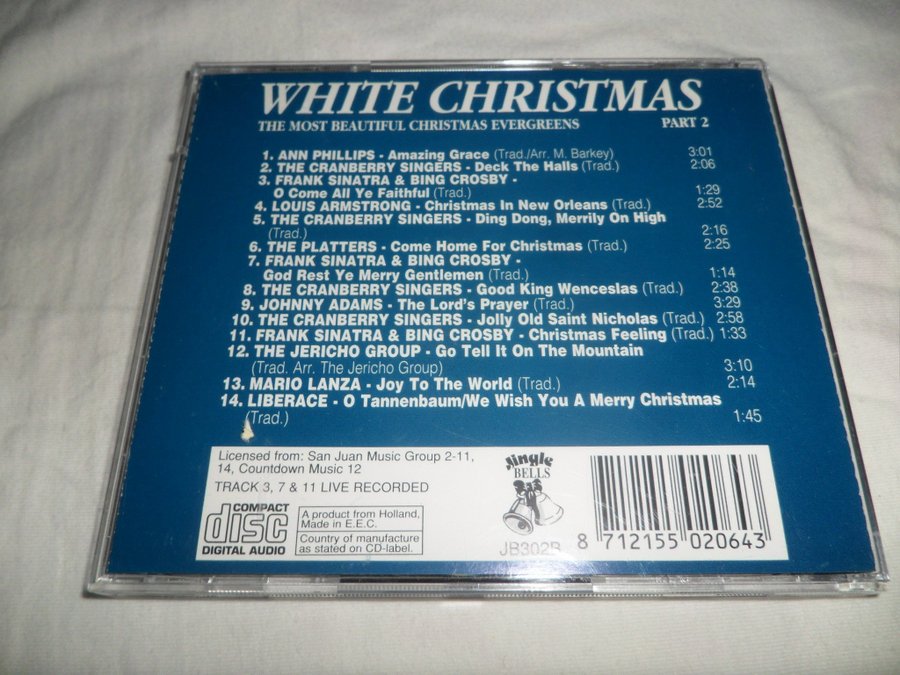 WHITE CHRISTMAS
THE MOST BEAUTIFUL CHRISTMAS EVERGREENS PART 2
1. ANN PHILLIPS - Amazing Grace (Trad./Arr. M. Barkey) 3:01
2. THE CRANBERRY SINGERS - Deck The Halls (Trad.) 2:06
3. FRANK SINATRA & BING CROSBY -
O Come All Ye Faithful (Trad.) 1:29
4. LOUIS ARMSTRONG - Christmas In New Orleans (Trad.) 2:52
5. THE CRANBERRY SINGERS - Ding Dong, Merrily On High
(Trad.) 2:16
6. THE PLATTERS - Come Home For Christmas (Trad.) 2:25
7. FRANK SINATRA & BING CROSBY -
God Rest Ye Merry Gentlemen (Trad.) 1:14
8. THE CRANBERRY SINGERS - Good King Wenceslas (Trad.) 2:38
9. JOHNNY ADAMS - The Lord's Prayer (Trad.) 3:29
10. THE CRANBERRY SINGERS - Jolly Old Saint Nicholas (Trad.) 2:58
11. FRANK SINATRA & BING CROSBY - Christmas Feeling (Trad.) 1:33
12. THE JERICHO GROUP - Go Tell It On The Mountain
(Trad. Arr. The Jericho Group) 3:10
13. MARIO LANZA - Joy To The World (Trad.) 2:14
14. LIBERACE - O Tannenbaum/We Wish You A Merry Christmas
(Trad.) 1:45
Licensed from: San Juan Music Group 2-11,
14, Countdown Music 12
TRACK 3, 7 & 11 LIVE RECORDED
COMPACT
disc
DIGITAL AUDIO
A product from Holland,
Made in E.E.C.
Country of manufacture
as stated on CD-label.
Jingle
BELLS
JB302B
8 712155 020643